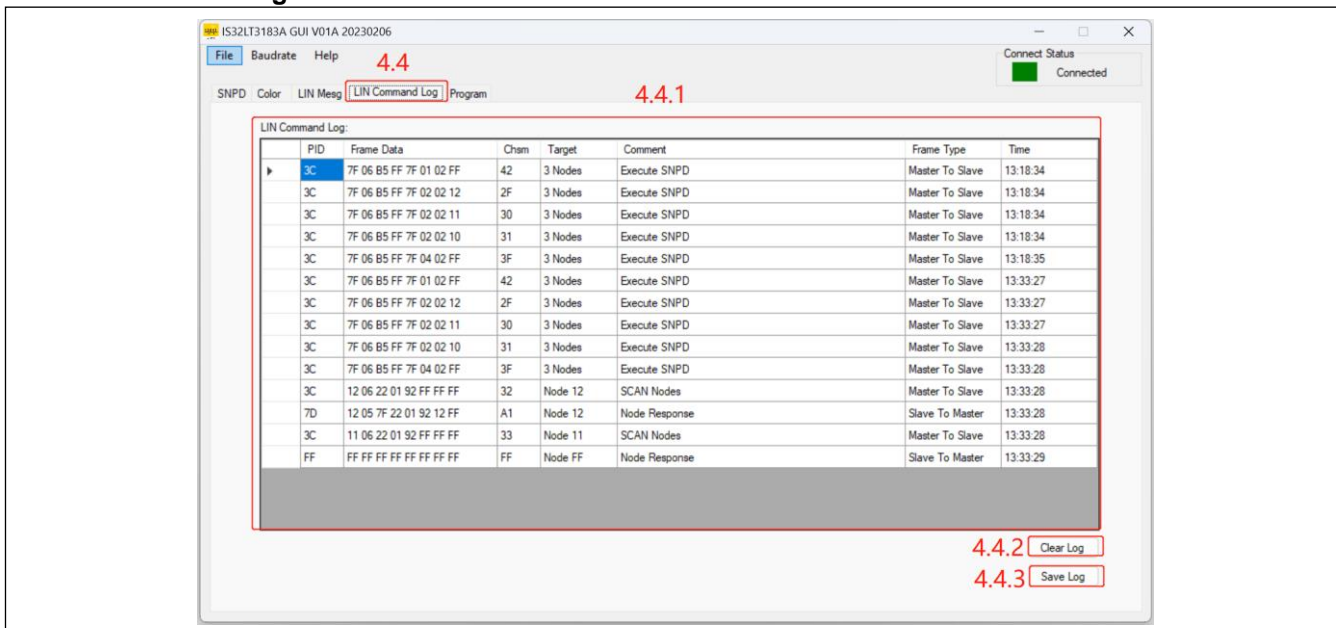 IS32LT3183A GUI V01A 20230206
File Baudrate Help
Connect Status
Connected
4.4
SNPD Color LIN Mesg LIN Command Log Program
4.4.1
LIN Command Log:
PID Frame Data Chsm Target Comment Frame Type Time
3C 7F 06 B5 FF 7F 01 02 FF 42 3 Nodes Execute SNPD Master To Slave 13:18:34
3C 7F 06 B5 FF 7F 02 02 12 2F 3 Nodes Execute SNPD Master To Slave 13:18:34
3C 7F 06 B5 FF 7F 02 02 11 30 3 Nodes Execute SNPD Master To Slave 13:18:34
3C 7F 06 B5 FF 7F 02 02 10 31 3 Nodes Execute SNPD Master To Slave 13:18:34
3C 7F 06 B5 FF 7F 04 02 FF 3F 3 Nodes Execute SNPD Master To Slave 13:18:35
3C 7F 06 B5 FF 7F 01 02 FF 42 3 Nodes Execute SNPD Master To Slave 13:33:27
3C 7F 06 B5 FF 7F 02 02 12 2F 3 Nodes Execute SNPD Master To Slave 13:33:27
3C 7F 06 B5 FF 7F 02 02 11 30 3 Nodes Execute SNPD Master To Slave 13:33:27
3C 7F 06 B5 FF 7F 02 02 10 31 3 Nodes Execute SNPD Master To Slave 13:33:28
3C 7F 06 B5 FF 7F 04 02 FF 3F 3 Nodes Execute SNPD Master To Slave 13:33:28
3C 12 06 22 01 92 FF FF FF 32 Node 12 SCAN Nodes Master To Slave 13:33:28
7D 12 05 7F 22 01 92 12 FF A1 Node 12 Node Response Slave To Master 13:33:28
3C 11 06 22 01 92 FF FF FF 33 Node 11 SCAN Nodes Master To Slave 13:33:28
FF FF FF FF FF FF FF FF FF FF Node FF Node Response Slave To Master 13:33:29
4.4.2 Clear Log
4.4.3 Save Log